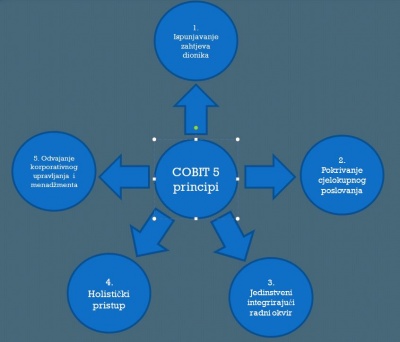 1.
Ispunjavanje
zahtjeva
dionika
COBIT 5
principi
2.
Pokrivanje
cjelokupnog
poslovanja
3.
Jedinstveni
integrirajući
radni okvir
4.
Holistički
pristup
5. Odvajanje
korporativnog
upravljanja i
menadžmenta